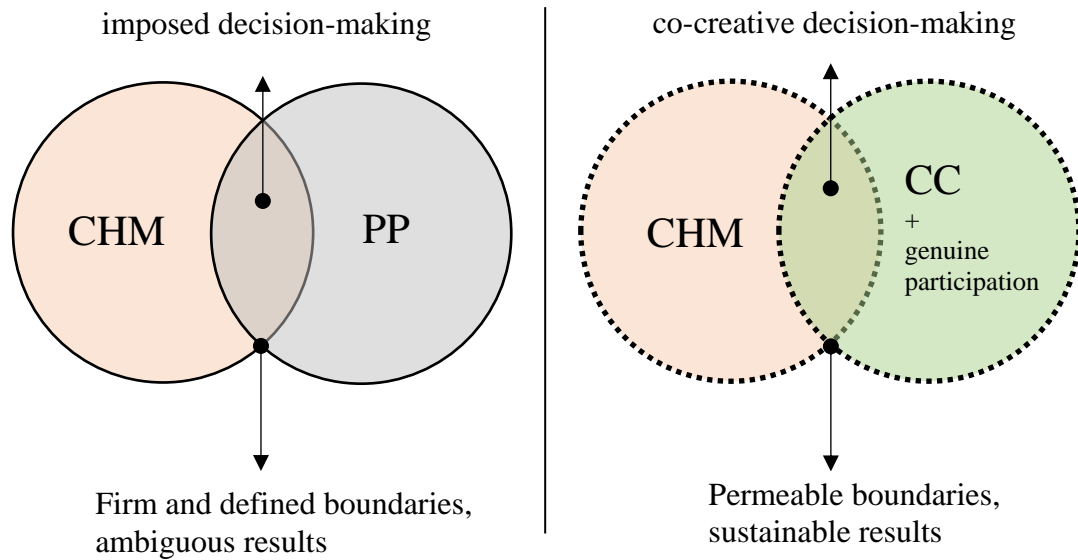 imposed decision-making
CHM
PP
Firm and defined boundaries,
ambiguous results
co-creative decision-making
CHM
CC
+
genuine
participation
Permeable boundaries,
sustainable results